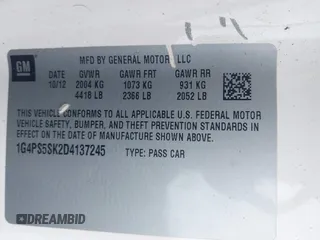 GM
MFD BY GENERAL MOTORS LLC
DATE GVWR GAWR FRT GAWR RR
10/12 2004 KG 1073 KG 931 KG
4418 LB 2366 LB 2052 LB
THIS VEHICLE CONFORMS TO ALL APPLICABLE U.S. FEDERAL MOTOR
VEHICLE SAFETY, BUMPER, AND THEFT PREVENTION STANDARDS
IN EFFECT ON THE DATE OF MANUFACTURE SHOWN ABOVE.
1G4PS5SK2D4137245 TYPE: PASS CAR